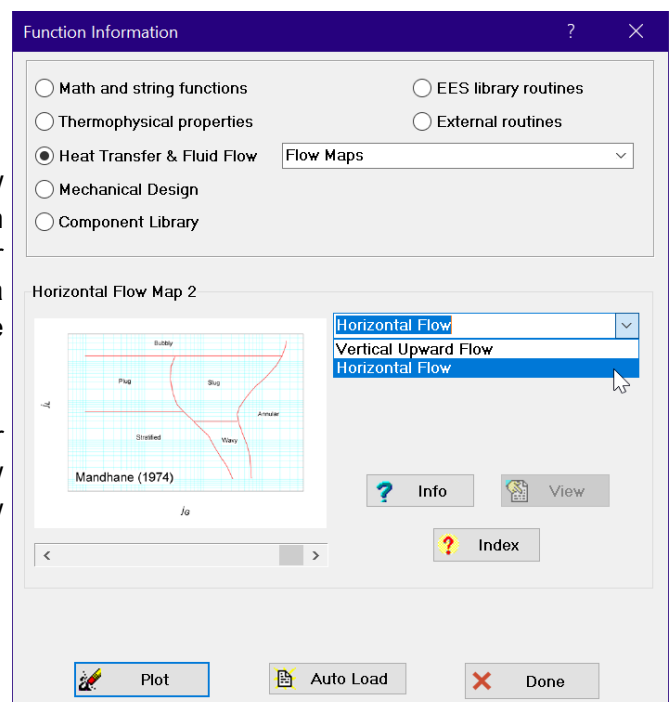 Function Information
?
Math and string functions
EES library routines
Thermophysical properties
External routines
Heat Transfer & Fluid Flow
Flow Maps
Mechanical Design
Component Library
Horizontal Flow Map 2
Horizontal Flow
Vertical Upward Flow
Horizontal Flow
Bubbly
Plug
Slug
Annular
Stratified
Wavy
Mandhane (1974)
jL
jG
? Info
View
? Index
Plot
Auto Load
Done